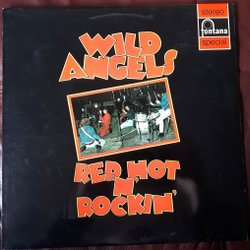 WILD
ANGELS
stereo
fontana
special
RED HOT
N'
ROCKIN'